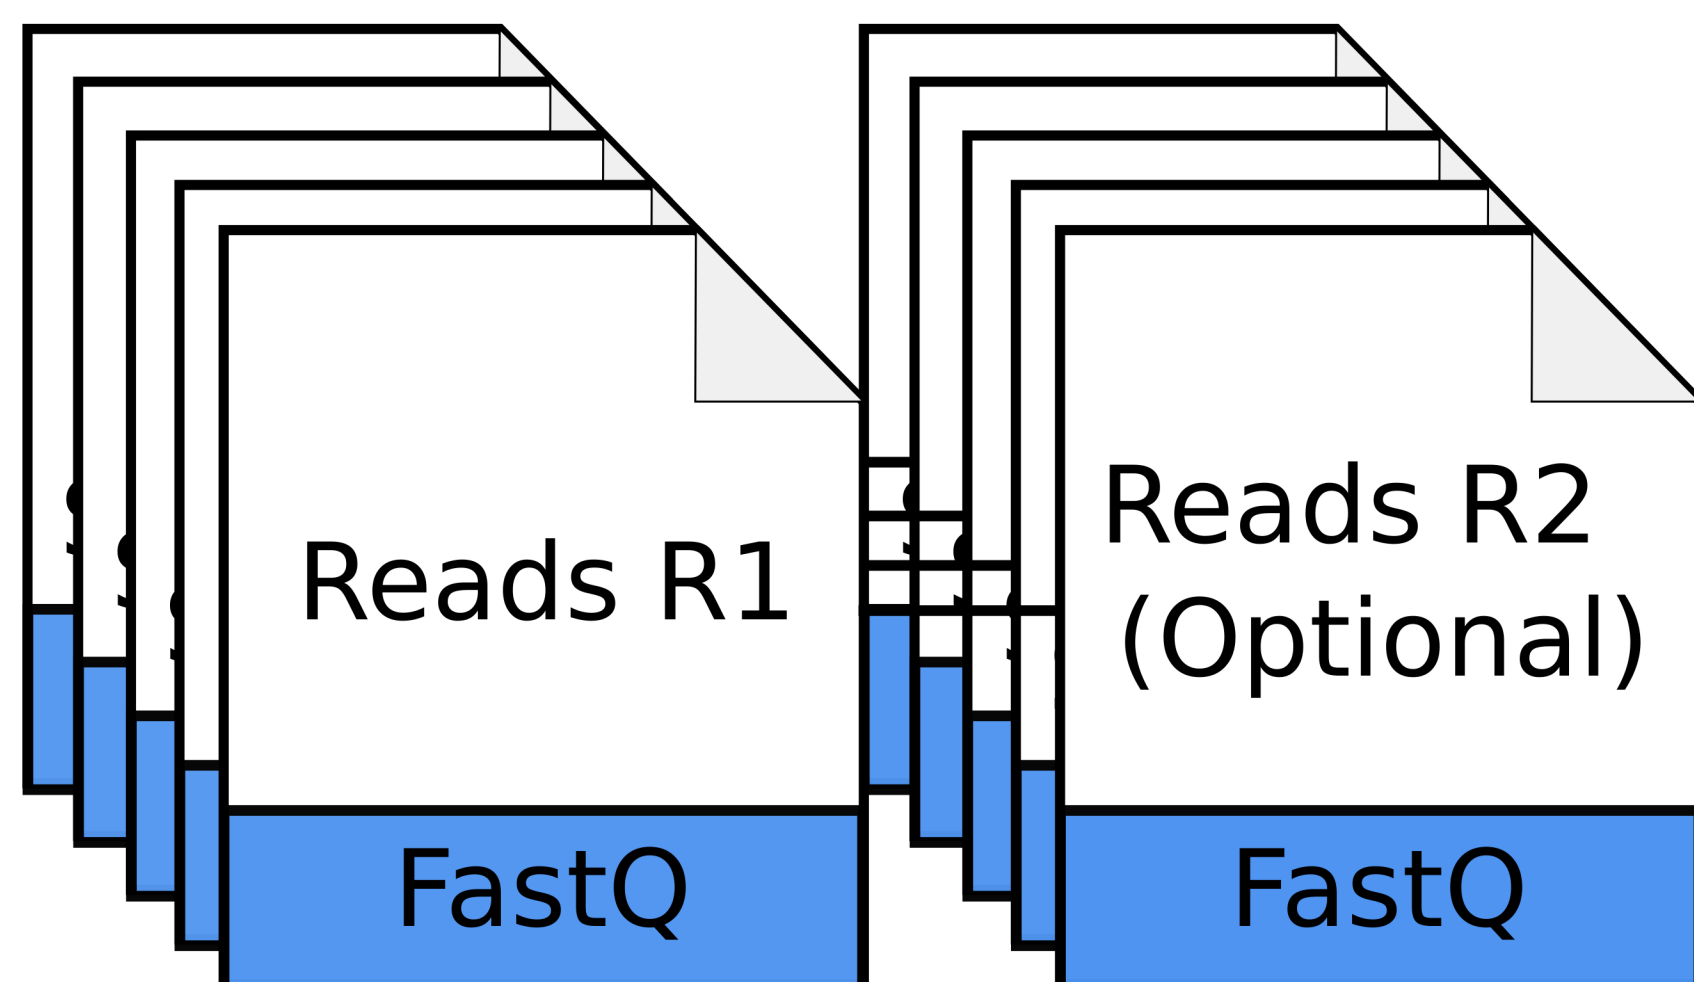 Reads R1
FastQ
Reads R2
(Optional)
FastQ